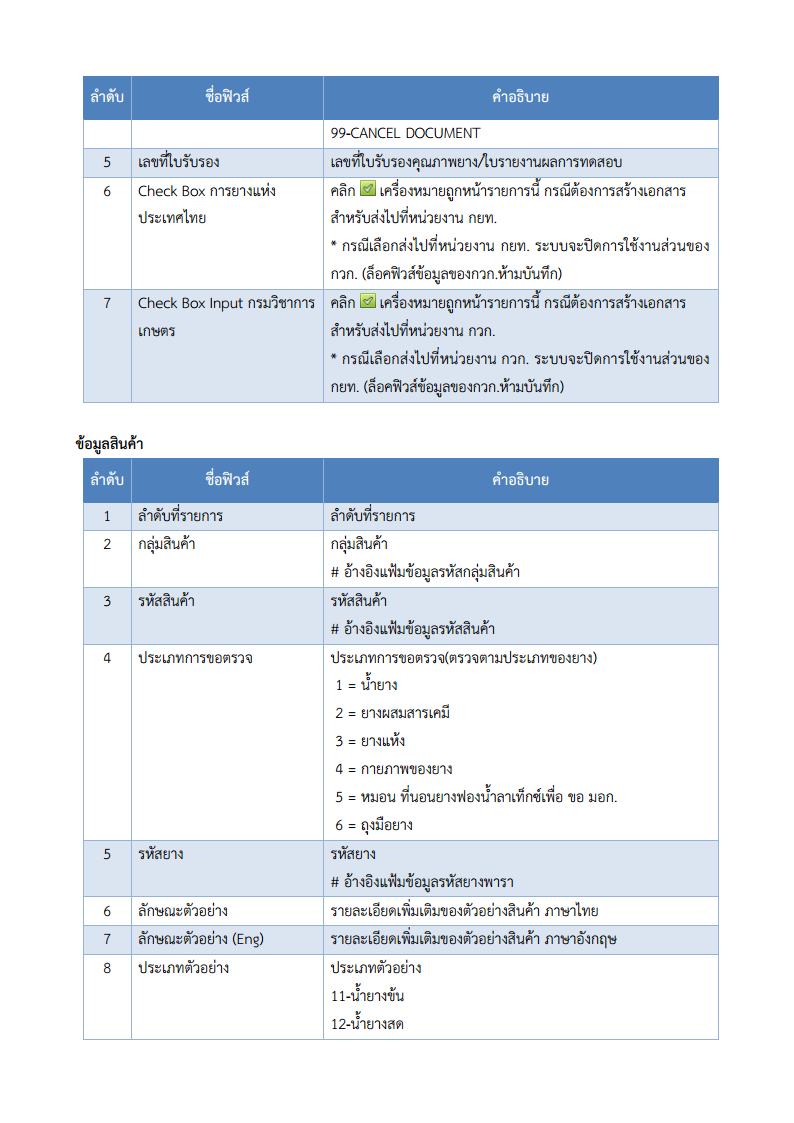 ลำดับ ชื่อฟิวส์ คำอธิบาย
99-CANCEL DOCUMENT
5 เลขที่ใบรับรอง เลขที่ใบรับรองคุณภาพยาง/ใบรายงานผลการทดสอบ
6 Check Box การยางแห่ง คลิก เครื่องหมายถูกหน้ารายการนี้ กรณีต้องการสร้างเอกสาร
ประเทศไทย สำหรับส่งไปที่หน่วยงาน กยท.
* กรณีเลือกส่งไปที่หน่วยงาน กยท. ระบบจะปิดการใช้งานส่วนของ
กวก. (ล็อคฟิวส์ข้อมูลของกวก.ห้ามบันทึก)
7 Check Box Input กรมวิชาการ คลิก เครื่องหมายถูกหน้ารายการนี้ กรณีต้องการสร้างเอกสาร
เกษตร สำหรับส่งไปที่หน่วยงาน กวก.
* กรณีเลือกส่งไปที่หน่วยงาน กวก. ระบบจะปิดการใช้งานส่วนของ
กยท. (ล็อคฟิวส์ข้อมูลของกวก.ห้ามบันทึก)
ข้อมูลสินค้า
ลำดับ ชื่อฟิวส์ คำอธิบาย
1 ลำดับที่รายการ ลำดับที่รายการ
2 กลุ่มสินค้า กลุ่มสินค้า
# อ้างอิงแฟ้มข้อมูลรหัสกลุ่มสินค้า
3 รหัสสินค้า รหัสสินค้า
# อ้างอิงแฟ้มข้อมูลรหัสสินค้า
4 ประเภทการขอตรวจ ประเภทการขอตรวจ(ตรวจตามประเภทของยาง)
1 = น้ำยาง
2 = ยางผสมสารเคมี
3 = ยางแห้ง
4 = กายภาพของยาง
5 = หมอน ที่นอนยางฟองน้ำลาเท็กซ์เพื่อ ขอ มอก.
6 = ถุงมือยาง
5 รหัสยาง รหัสยาง
# อ้างอิงแฟ้มข้อมูลรหัสยางพารา
6 ลักษณะตัวอย่าง รายละเอียดเพิ่มเติมของตัวอย่างสินค้า ภาษาไทย
7 ลักษณะตัวอย่าง (Eng) รายละเอียดเพิ่มเติมของตัวอย่างสินค้า ภาษาอังกฤษ
8 ประเภทตัวอย่าง ประเภทตัวอย่าง
11-น้ำยางข้น
12-น้ำยางสด